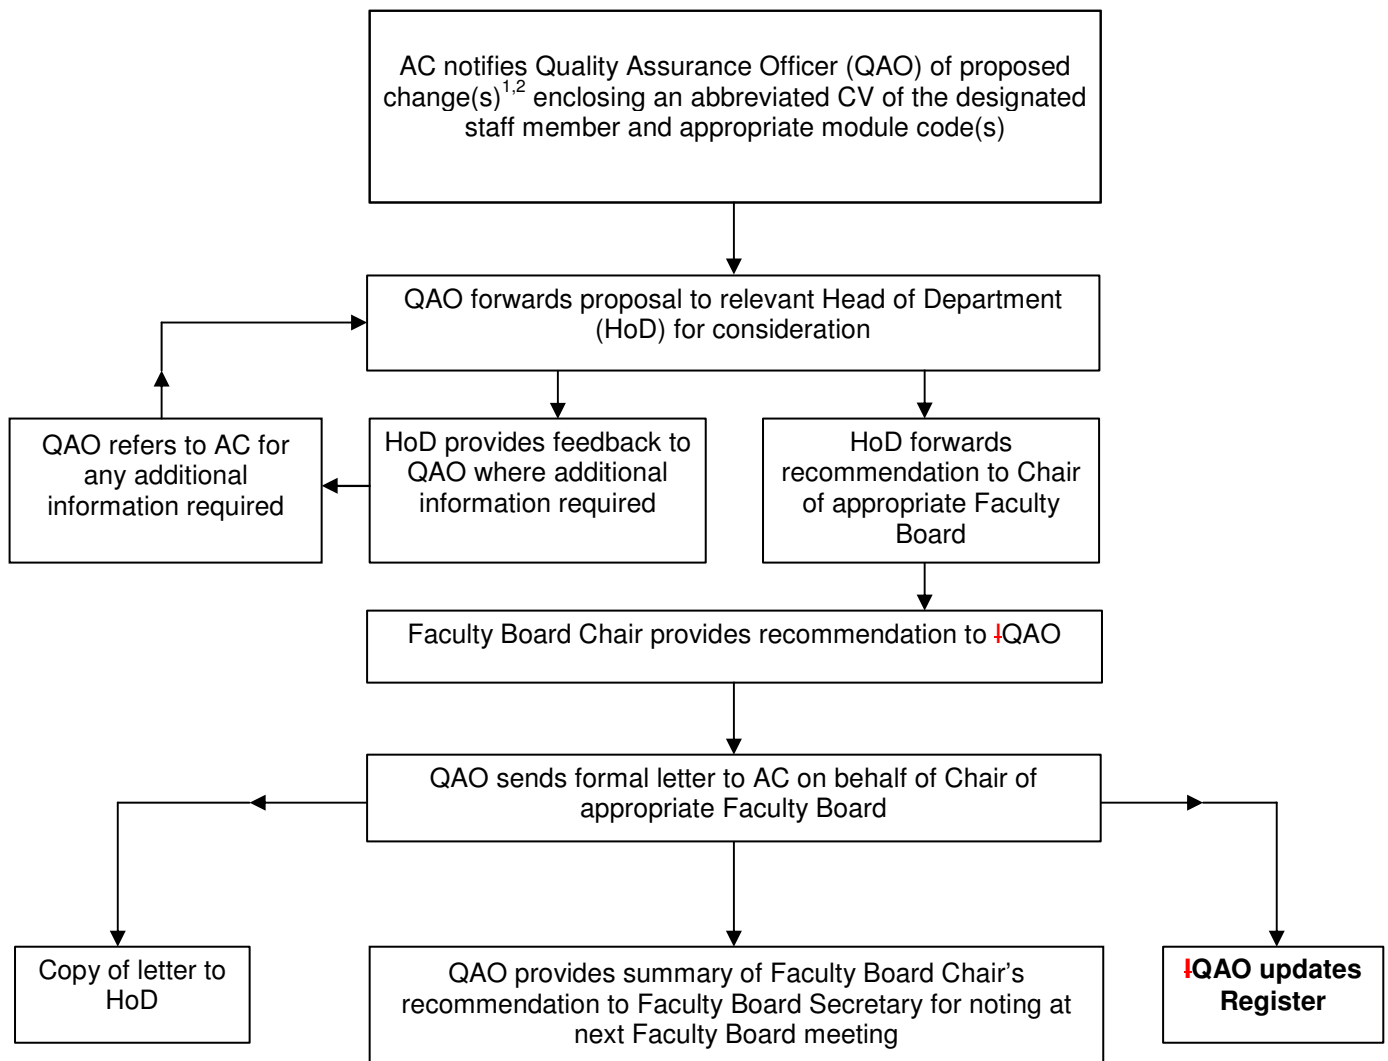 AC notifies Quality Assurance Officer (QAO) of proposed
change(s)1,2 enclosing an abbreviated CV of the designated
staff member and appropriate module code(s)
QAO forwards proposal to relevant Head of Department
(HoD) for consideration
QAO refers to AC for
any additional
information required
HoD provides feedback to
QAO where additional
information required
HoD forwards
recommendation to Chair
of appropriate Faculty
Board
Faculty Board Chair provides recommendation to IQAO
QAO sends formal letter to AC on behalf of Chair of
appropriate Faculty Board
Copy of letter to
HoD
QAO provides summary of Faculty Board Chair's
recommendation to Faculty Board Secretary for noting at
next Faculty Board meeting
IQAO updates
Register